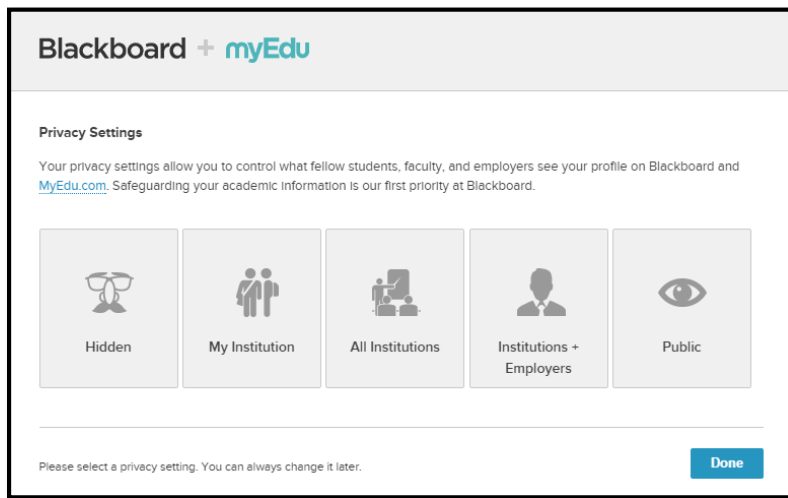 Blackboard + myEdu
Privacy Settings
Your privacy settings allow you to control what fellow students, faculty, and employers see your profile on Blackboard and
MyEdu.com. Safeguarding your academic information is our first priority at Blackboard.
Hidden
My Institution
All Institutions
Institutions +
Employers
Public
Please select a privacy setting. You can always change it later.
Done